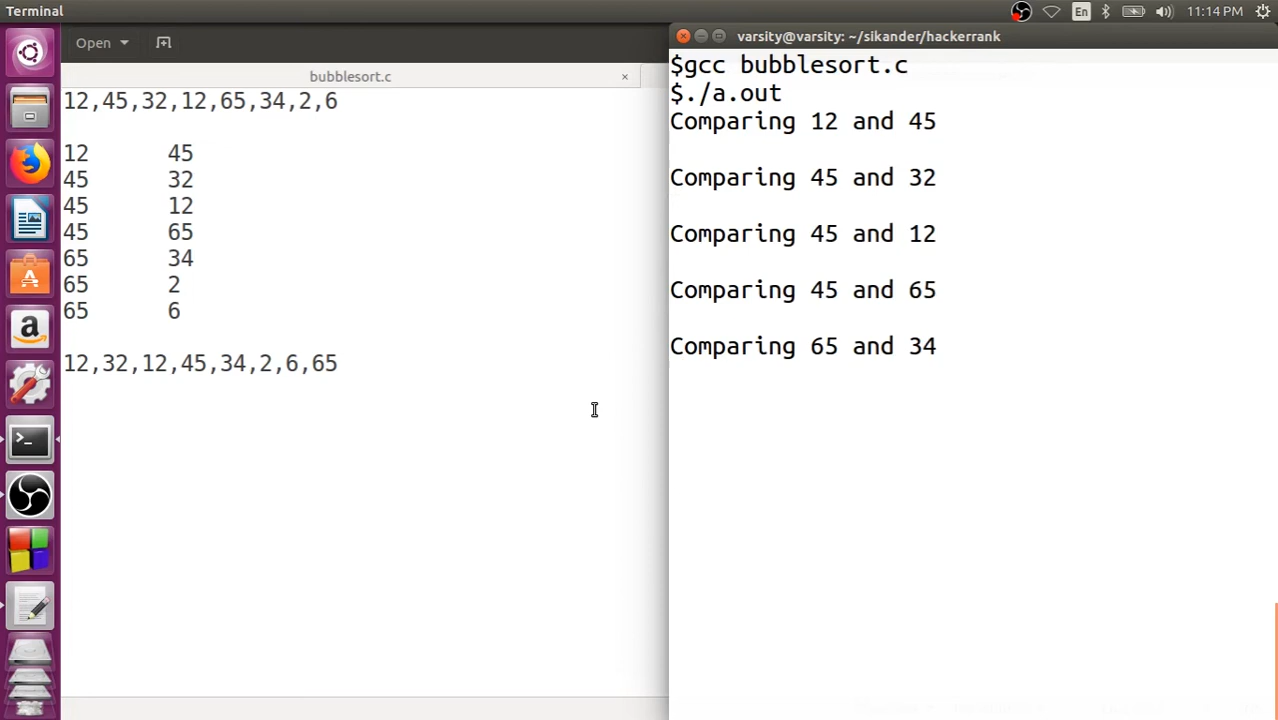 Terminal
En
11:14 PM
Open
bubblesort.c
12,45,32,12,65,34,2,6
12 45
45 32
45 12
45 65
65 34
65 2
65 6
12,32,12,45,34,2,6,65
varsity@varsity: ~/sikander/hackerrank
$gcc bubblesort.c
$./a.out
Comparing 12 and 45
Comparing 45 and 32
Comparing 45 and 12
Comparing 45 and 65
Comparing 65 and 34